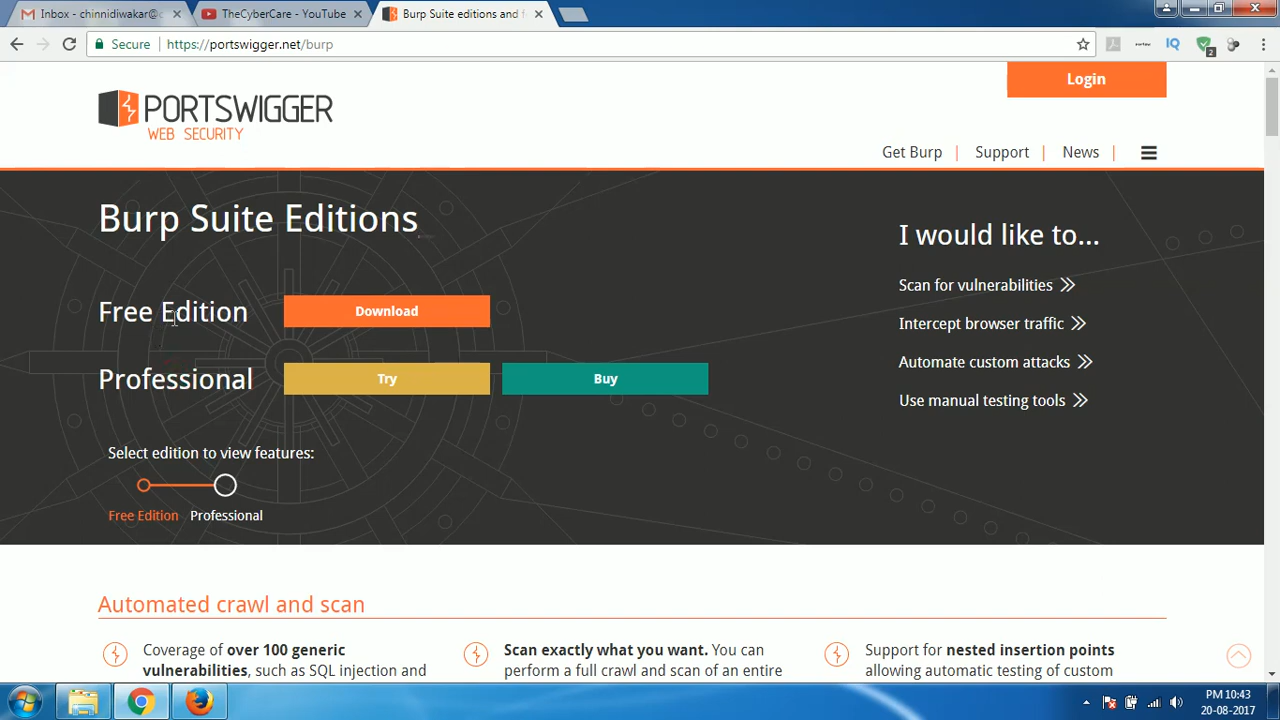 Inbox - chinnidiwakar@c
TheCyberCare - YouTube
Burp Suite editions and f
Secure
https://portswigger.net/burp
2
Login
PORTSWIGGER
WEB SECURITY
Get Burp
Support
News
Burp Suite Editions
I would like to...
Free Edition
Download
Professional
Try
Buy
Scan for vulnerabilities
Intercept browser traffic
Automate custom attacks
Use manual testing tools
Select edition to view features:
Free Edition
Professional
Automated crawl and scan
Coverage of over 100 generic
vulnerabilities, such as SQL injection and
Scan exactly what you want. You can
perform a full crawl and scan of an entire
Support for nested insertion points
allowing automatic testing of custom
PM 10:43
20-08-2017